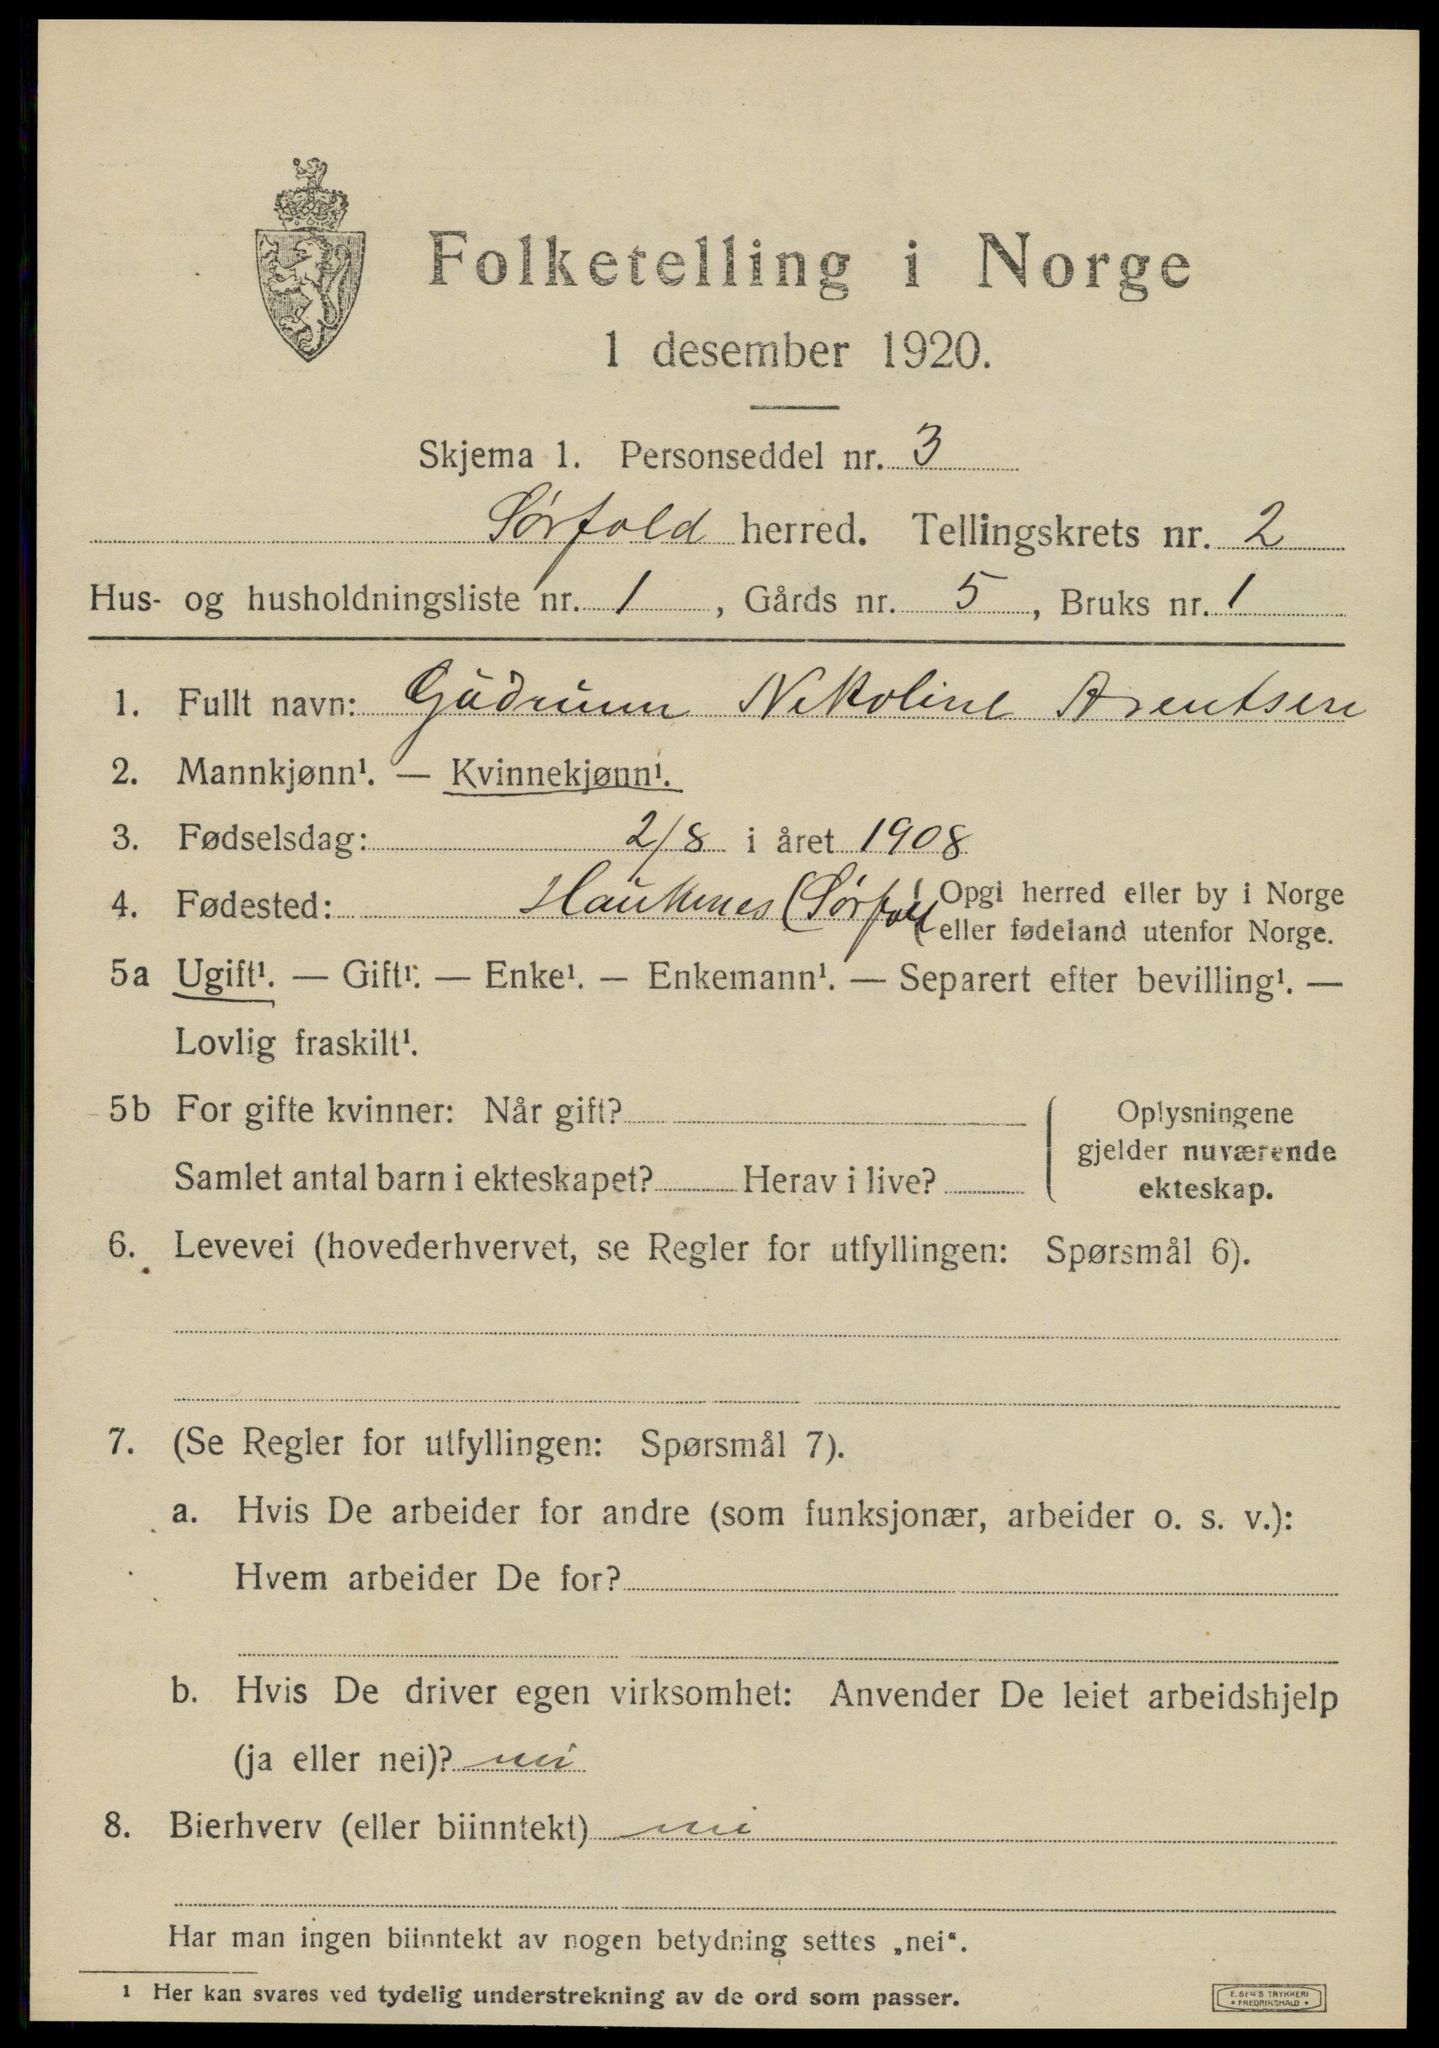 Folketelling i Norge
1 desember 1920.
Skjema 1. Personseddel nr. 3
Sørfold herred. Tellingskrets nr. 2
Hus- og husholdningsliste nr. 1, Gårds nr. 5, Bruks nr. 1
1. Fullt navn: Gudrunn Nikoline Arentsen
2. Mannkjønn¹. — Kvinnekjønn¹.
3. Fødselsdag: 2/8 i året 1908
4. Fødested: Hauknes (Sørfold { Opgi herred eller by i Norge
eller fødeland utenfor Norge.
5a Ugift¹. — Gift¹. — Enke¹. — Enkemann¹. — Separert efter bevilling¹. —
Lovlig fraskilt¹.
5b For gifte kvinner: Når gift?
Samlet antal barn i ekteskapet? Herav i live?
Oplysningene
gjelder nuværende
ekteskap.
6. Levevei (hovederhvervet, se Regler for utfyllingen: Spørsmål 6).
7. (Se Regler for utfyllingen: Spørsmål 7).
a. Hvis De arbeider for andre (som funksjonær, arbeider o. s. v.):
Hvem arbeider De for?
b. Hvis De driver egen virksomhet: Anvender De leiet arbeidshjelp
(ja eller nei)? nei
8. Bierhverv (eller biinntekt) nei
Har man ingen biinntekt av nogen betydning settes „nei“.
1 Her kan svares ved tydelig understrekning av de ord som passer.
E. SEM'S TRYKKERI
• FREDRIKSHALD •